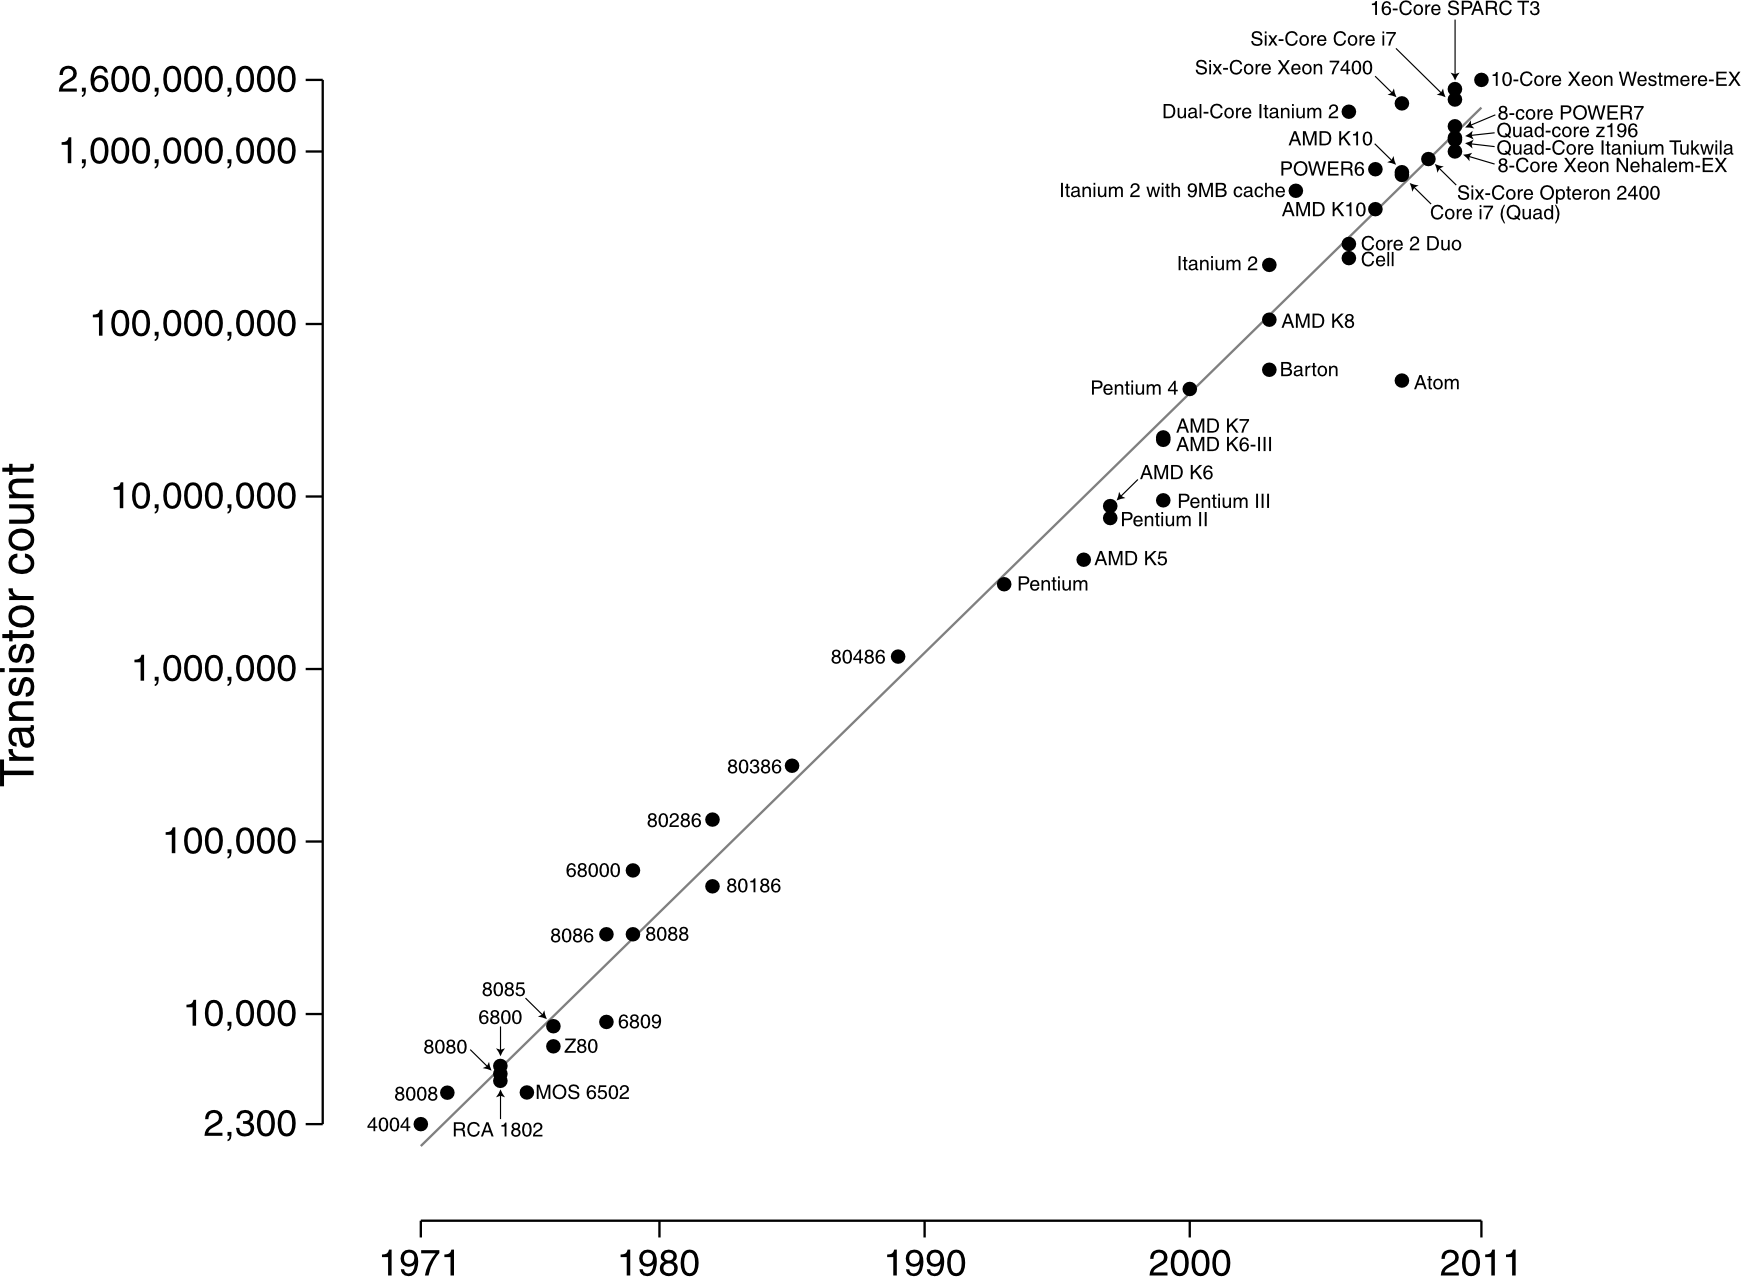 16-Core SPARC T3
Six-Core Core i7
Six-Core Xeon 7400
2,600,000,000
10-Core Xeon Westmere-EX
Dual-Core Itanium 2
8-core POWER7
Quad-core z196
AMD K10
Quad-Core Itanium Tukwila
1,000,000,000
8-Core Xeon Nehalem-EX
POWER6
Itanium 2 with 9MB cache
Six-Core Opteron 2400
AMD K10
Core i7 (Quad)
Core 2 Duo
Cell
Itanium 2
100,000,000
AMD K8
Barton
Atom
Pentium 4
AMD K7
AMD K6-III
AMD K6
10,000,000
Pentium III
Pentium II
AMD K5
Pentium
Transistor count
80486
1,000,000
80386
80286
100,000
68000
80186
8086
8088
8085
10,000
6800
6809
8080
Z80
8008
MOS 6502
2,300
4004
RCA 1802
1971
1980
1990
2000
2011